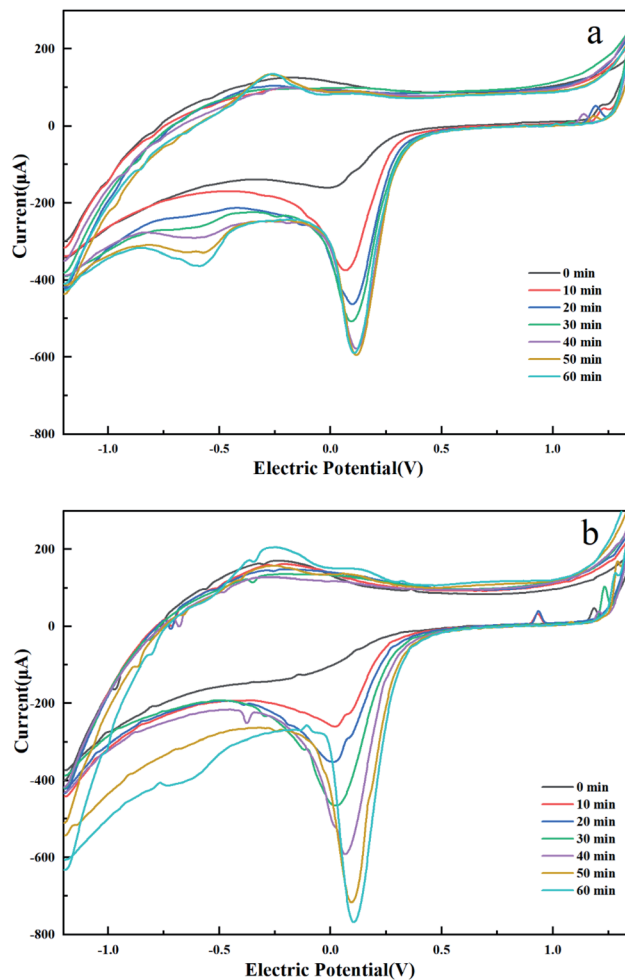 a
200
0
-200
-400
-600
-800
Current(μA)
0 min
10 min
20 min
30 min
40 min
50 min
60 min
-1.0
-0.5
0.0
0.5
1.0
Electric Potential(V)
b
200
0
-200
-400
-600
-800
Current(μA)
0 min
10 min
20 min
30 min
40 min
50 min
60 min
-1.0
-0.5
0.0
0.5
1.0
Electric Potential(V)